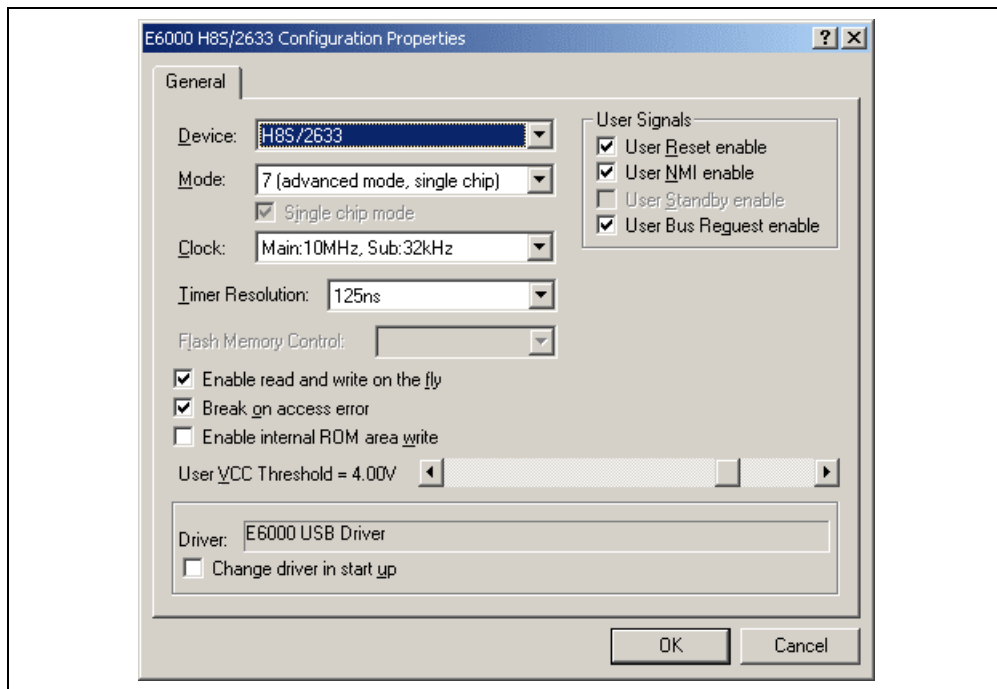 E6000 H8S/2633 Configuration Properties
General
Device: H8S/2633
Mode: 7 (advanced mode, single chip)
Single chip mode
Clock: Main:10MHz, Sub:32kHz
Timer Resolution: 125ns
Flash Memory Control:
Enable read and write on the fly
Break on access error
Enable internal ROM area write
User VCC Threshold = 4.00V
User Signals
User Reset enable
User NMI enable
User Standby enable
User Bus Reguest enable
Driver: E6000 USB Driver
Change driver in start up
OK Cancel